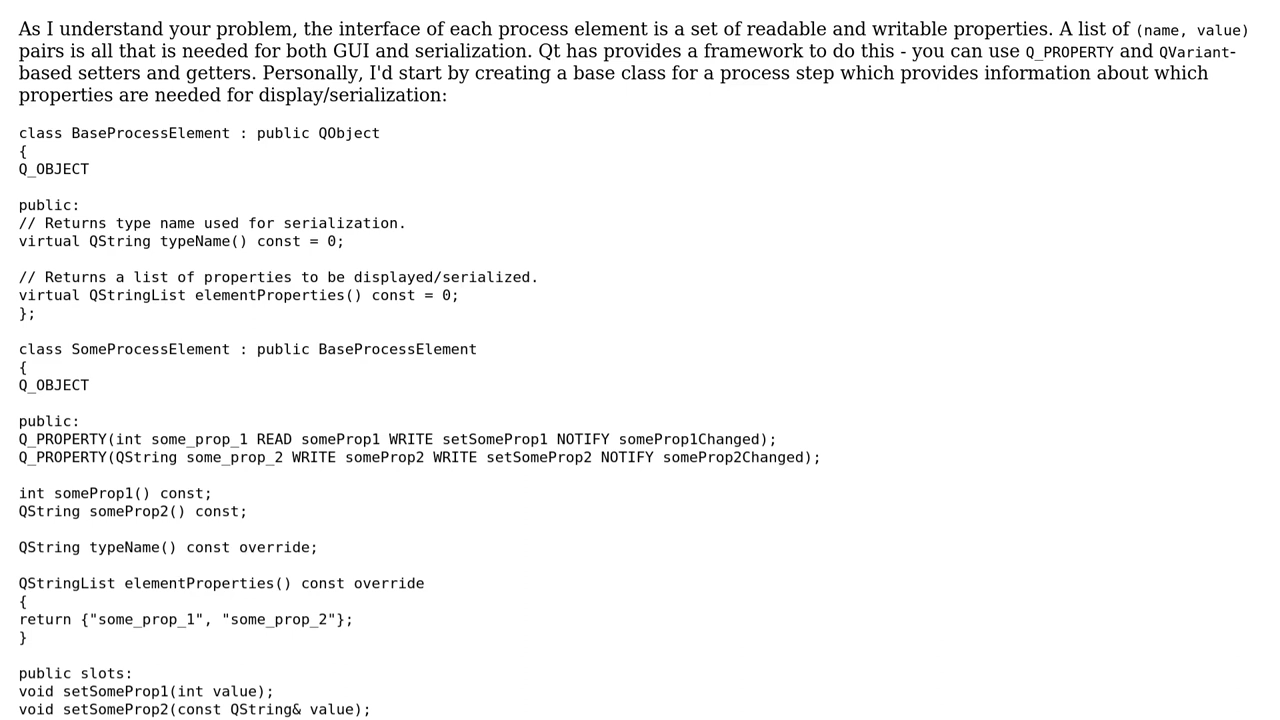 As I understand your problem, the interface of each process element is a set of readable and writable properties. A list of (name, value)
pairs is all that is needed for both GUI and serialization. Qt has provides a framework to do this - you can use Q_PROPERTY and QVariant-
based setters and getters. Personally, I'd start by creating a base class for a process step which provides information about which
properties are needed for display/serialization:
class BaseProcessElement : public QObject
{
Q_OBJECT
public:
// Returns type name used for serialization.
virtual QString typeName() const = 0;
// Returns a list of properties to be displayed/serialized.
virtual QStringList elementProperties() const = 0;
};
class SomeProcessElement : public BaseProcessElement
{
Q_OBJECT
public:
Q_PROPERTY(int some_prop_1 READ someProp1 WRITE setSomeProp1 NOTIFY someProp1Changed);
Q_PROPERTY(QString some_prop_2 WRITE someProp2 WRITE setSomeProp2 NOTIFY someProp2Changed);
int someProp1() const;
QString someProp2() const;
QString typeName() const override;
QStringList elementProperties() const override
{
return {"some_prop_1", "some_prop_2"};
}
public slots:
void setSomeProp1(int value);
void setSomeProp2(const QString& value);